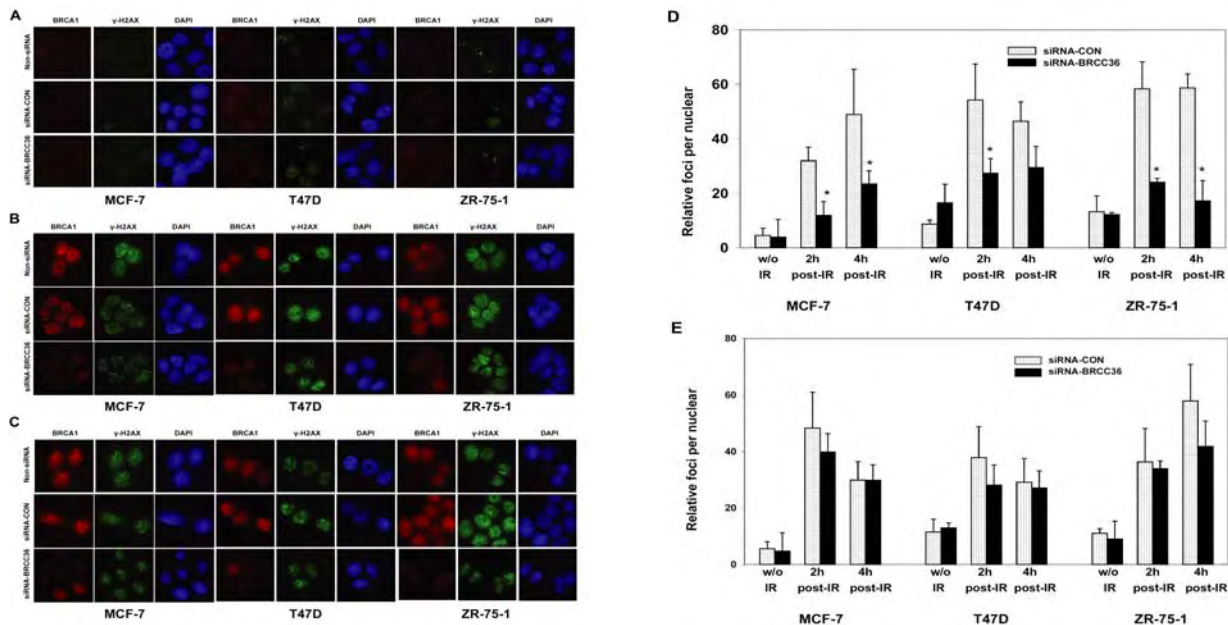 A
BRCA1 γ-H2AX DAPI BRCA1 γ-H2AX DAPI BRCA1 γ-H2AX DAPI
Non-siRNA
siRNA-CON
siRNA-BRCC36
MCF-7 T47D ZR-75-1
B
BRCA1 γ-H2AX DAPI BRCA1 γ-H2AX DAPI BRCA1 γ-H2AX DAPI
Non-siRNA
siRNA-CON
siRNA-BRCC36
MCF-7 T47D ZR-75-1
C
BRCA1 γ-H2AX DAPI BRCA1 γ-H2AX DAPI BRCA1 γ-H2AX DAPI
Non-siRNA
siRNA-CON
siRNA-BRCC36
MCF-7 T47D ZR-75-1
D
Relative foci per nuclear
80
60
40
20
0
siRNA-CON
siRNA-BRCC36
* * * * *
w/o 2h 4h w/o 2h 4h w/o 2h 4h
IR post-IR post-IR IR post-IR post-IR IR post-IR post-IR
MCF-7 T47D ZR-75-1
E
Relative foci per nuclear
80
60
40
20
0
siRNA-CON
siRNA-BRCC36
w/o 2h 4h w/o 2h 4h w/o 2h 4h
IR post-IR post-IR IR post-IR post-IR IR post-IR post-IR
MCF-7 T47D ZR-75-1